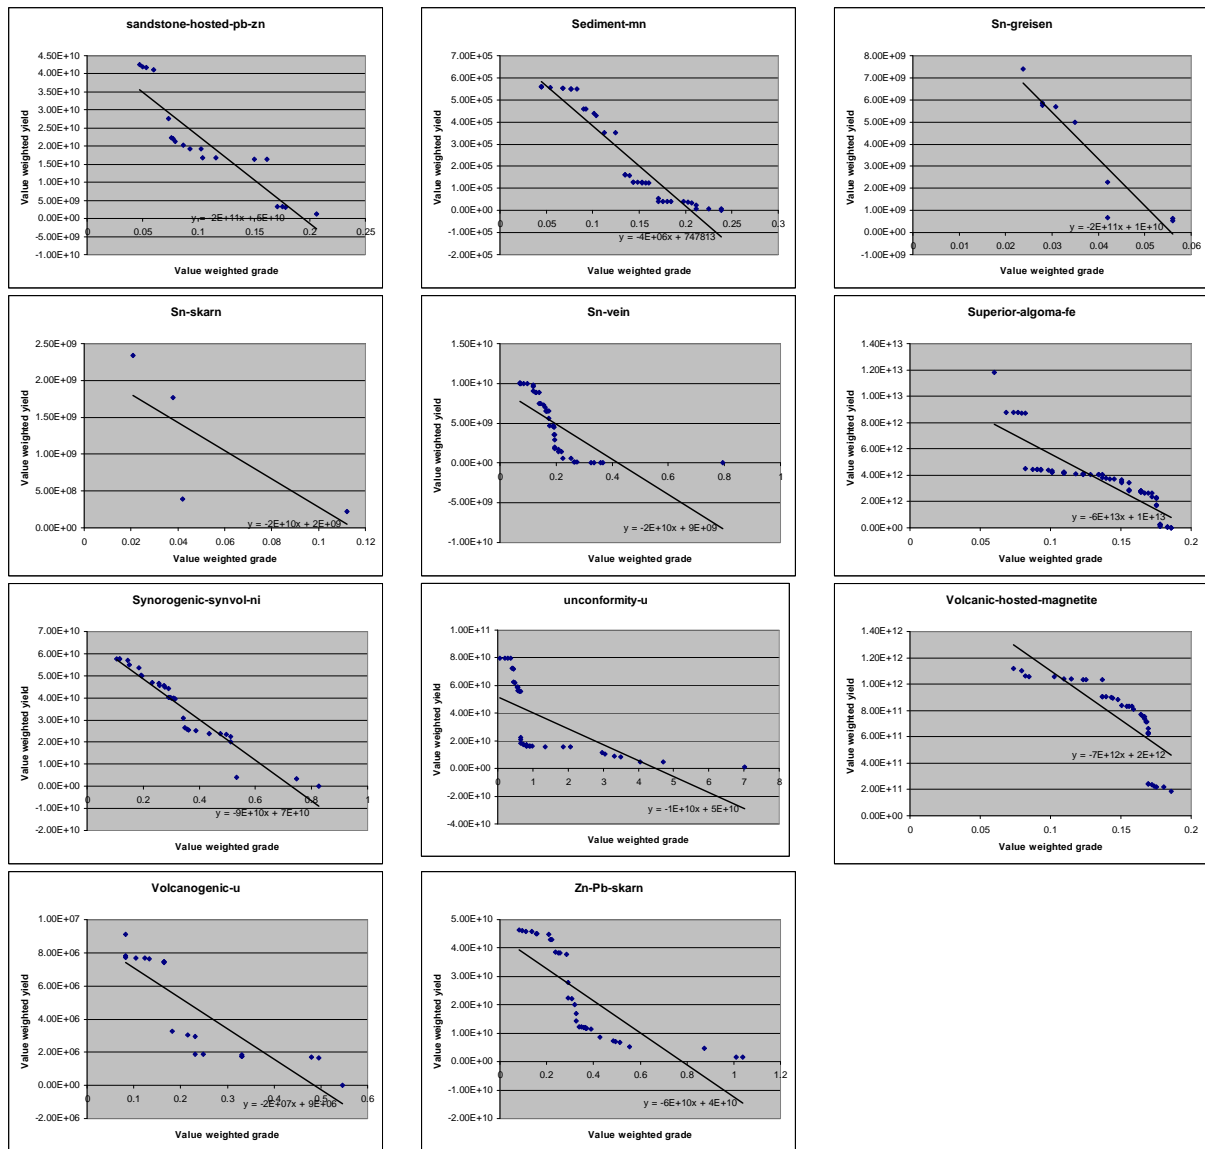 sandstone-hosted-pb-zn
4.50E+10
4.00E+10
3.50E+10
3.00E+10
2.50E+10
2.00E+10
1.50E+10
1.00E+10
5.00E+09
0.00E+00
-5.00E+09
-1.00E+10
0.00
0.05
0.1
0.15
0.2
0.25
y = -2E+11x + 5E+10
Value weighted yield
Value weighted grade
Sediment-mn
7.00E+05
6.00E+05
5.00E+05
4.00E+05
3.00E+05
2.00E+05
1.00E+05
0.00E+00
-1.00E+05
-2.00E+05
0
0.05
0.1
0.15
0.2
0.25
0.3
y = -4E+06x + 747813
Value weighted yield
Value weighted grade
Sn-greisen
8.00E+09
7.00E+09
6.00E+09
5.00E+09
4.00E+09
3.00E+09
2.00E+09
1.00E+09
0.00E+00
-1.00E+09
0
0.01
0.02
0.03
0.04
0.05
0.06
y = -2E+11x + 1E+10
Value weighted yield
Value weighted grade
Sn-skarn
2.50E+09
2.00E+09
1.50E+09
1.00E+09
5.00E+08
0.00E+00
0
0.02
0.04
0.06
0.08
0.1
0.12
y = -2E+10x + 2E+09
Value weighted yield
Value weighted grade
Sn-vein
1.50E+10
1.00E+10
5.00E+09
0.00E+00
-5.00E+09
-1.00E+10
0
0.2
0.4
0.6
0.8
1
y = -2E+10x + 9E+09
Value weighted yield
Value weighted grade
Superior-algoma-fe
1.40E+13
1.20E+13
1.00E+13
8.00E+12
6.00E+12
4.00E+12
2.00E+12
0.00E+00
0
0.05
0.1
0.15
0.2
y = -6E+13x + 1E+13
Value weighted yield
Value weighted grade
Synorogenic-synvol-ni
7.00E+10
6.00E+10
5.00E+10
4.00E+10
3.00E+10
2.00E+10
1.00E+10
0.00E+00
-1.00E+10
-2.00E+10
0
0.2
0.4
0.6
0.8
1
y = -9E+10x + 7E+10
Value weighted yield
Value weighted grade
unconformity-u
1.00E+11
8.00E+10
6.00E+10
4.00E+10
2.00E+10
0.00E+00
-2.00E+10
-4.00E+10
0
1
2
3
4
5
6
7
8
y = -1E+10x + 5E+10
Value weighted yield
Value weighted grade
Volcanic-hosted-magnetite
1.40E+12
1.20E+12
1.00E+12
8.00E+11
6.00E+11
4.00E+11
2.00E+11
0.00E+00
0
0.05
0.1
0.15
0.2
y = -7E+12x + 2E+12
Value weighted yield
Value weighted grade
Volcanogenic-u
1.00E+07
8.00E+06
6.00E+06
4.00E+06
2.00E+06
0.00E+00
-2.00E+06
0
0.1
0.2
0.3
0.4
0.5
0.6
y = -2E+07x + 9E+06
Value weighted yield
Value weighted grade
Zn-Pb-skarn
5.00E+10
4.00E+10
3.00E+10
2.00E+10
1.00E+10
0.00E+00
-1.00E+10
-2.00E+10
0
0.2
0.4
0.6
0.8
1
1.2
y = -6E+10x + 4E+10
Value weighted yield
Value weighted grade